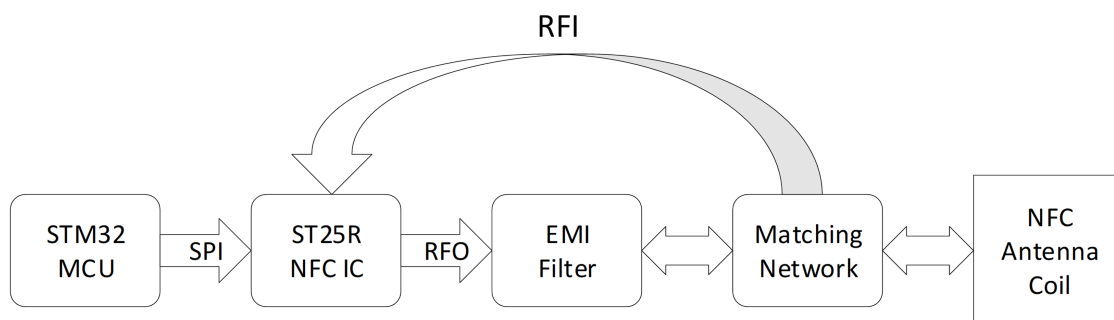 RFI
STM32
MCU
SPI
ST25R
NFC IC
RFO
EMI
Filter
Matching
Network
NFC
Antenna
Coil